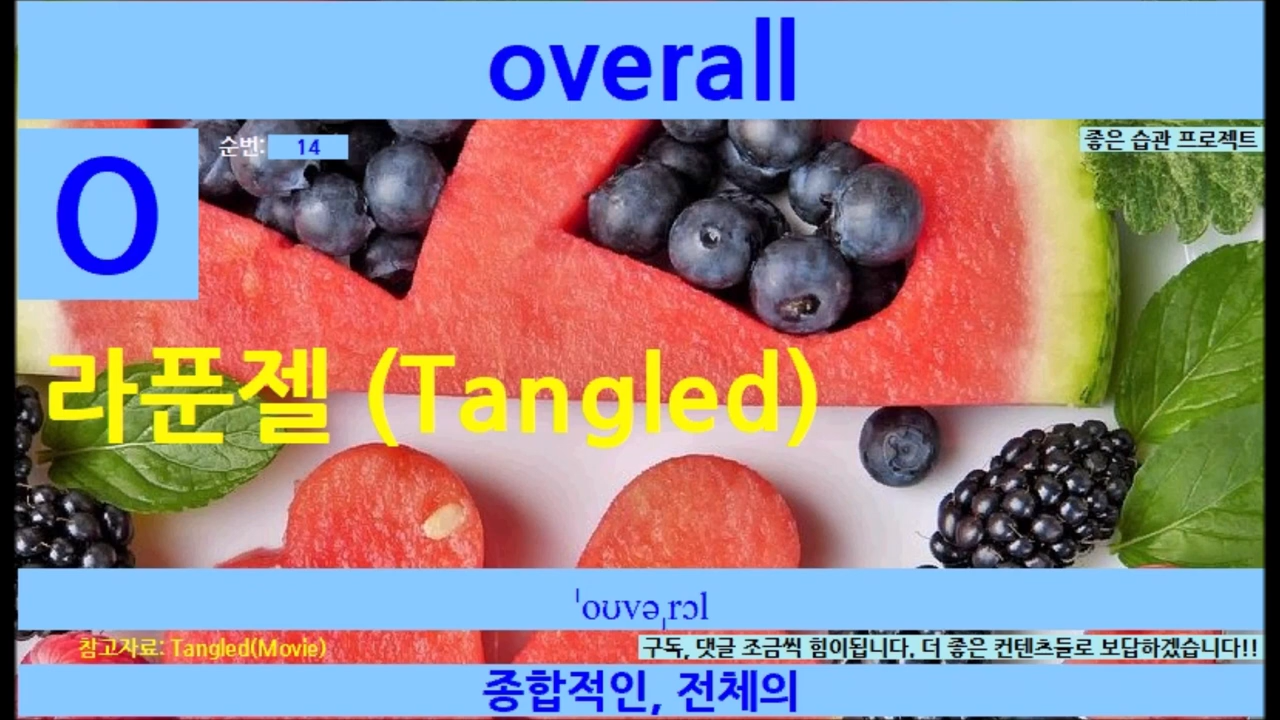 overall
O
순번: 14
좋은 습관 프로젝트
라푼젤 (Tangled)
ˈoʊvəˌrɔl
참고자료: Tangled(Movie)
구독, 댓글 조금씩 힘이됩니다. 더 좋은 컨텐츠들로 보답하겠습니다!!
종합적인, 전체의